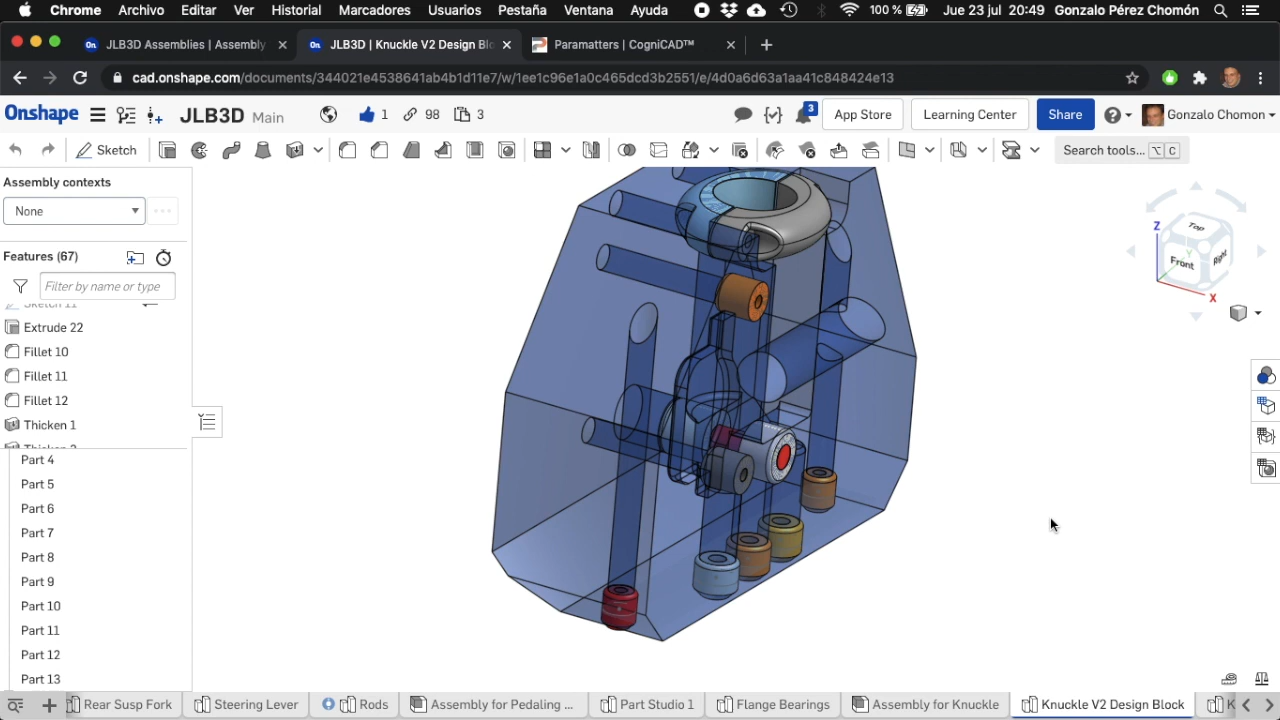 Chrome Archivo Editar Ver Historial Marcadores Usuarios Pestaña Ventana Ayuda 100 % Jue 23 jul 20:49 Gonzalo Pérez Chomón
On JLB3D Assemblies | Assembly On JLB3D | Knuckle V2 Design Blo Paramatters | CogniCAD™
cad.onshape.com/documents/344021e4538641ab4b1d11e7/w/1ee1c96e1a0c465dcd3b2551/e/4d0a6d63a1aa41c848424e13
Onshape JLB3D Main 1 98 3 3 App Store Learning Center Share Gonzalo Chomon
Sketch Search tools... ⌥ C
Assembly contexts
None
Features (67)
Filter by name or type
Sketch 11
Extrude 22
Fillet 10
Fillet 11
Fillet 12
Thicken 1
Part 4
Part 5
Part 6
Part 7
Part 8
Part 9
Part 10
Part 11
Part 12
Part 13
Z
Top
Front
Right
X
Rear Susp Fork Steering Lever Rods Assembly for Pedaling ... Part Studio 1 Flange Bearings Assembly for Knuckle Knuckle V2 Design Block K